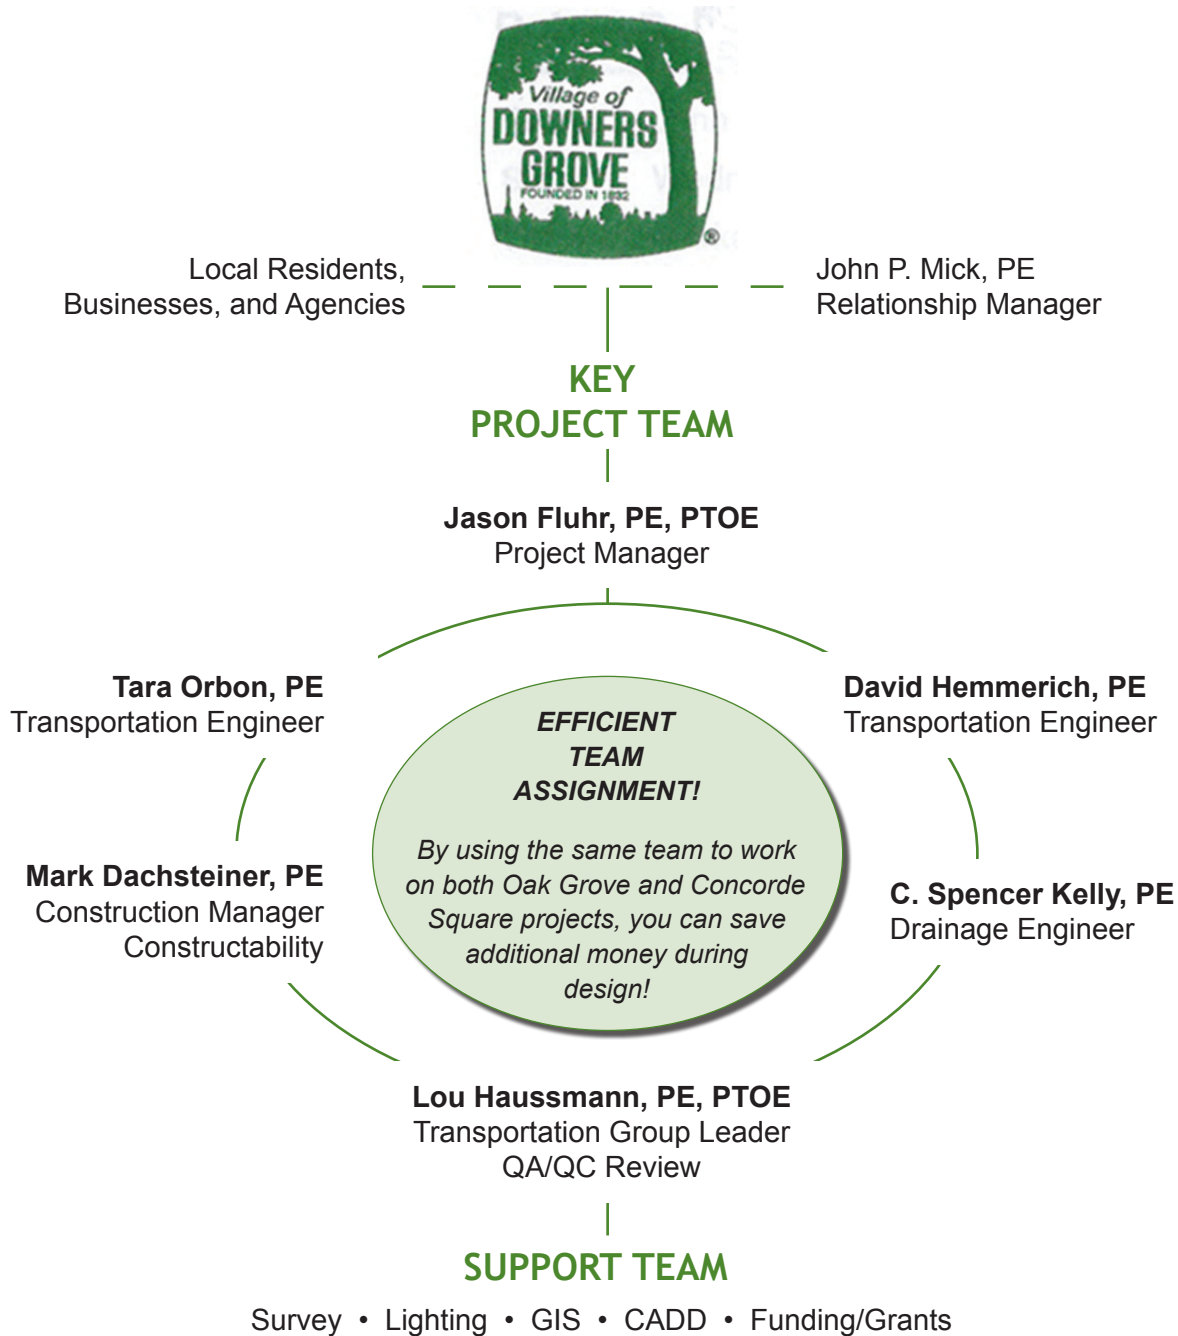 Village of
DOWNERS
GROVE
FOUNDED IN 1832
®
Local Residents,
Businesses, and Agencies
John P. Mick, PE
Relationship Manager
KEY
PROJECT TEAM
Jason Fluhr, PE, PTOE
Project Manager
Tara Orbon, PE
Transportation Engineer
David Hemmerich, PE
Transportation Engineer
EFFICIENT
TEAM
ASSIGNMENT!
By using the same team to work
on both Oak Grove and Concorde
Square projects, you can save
additional money during
design!
Mark Dachsteiner, PE
Construction Manager
Constructability
C. Spencer Kelly, PE
Drainage Engineer
Lou Haussmann, PE, PTOE
Transportation Group Leader
QA/QC Review
SUPPORT TEAM
Survey • Lighting • GIS • CADD • Funding/Grants